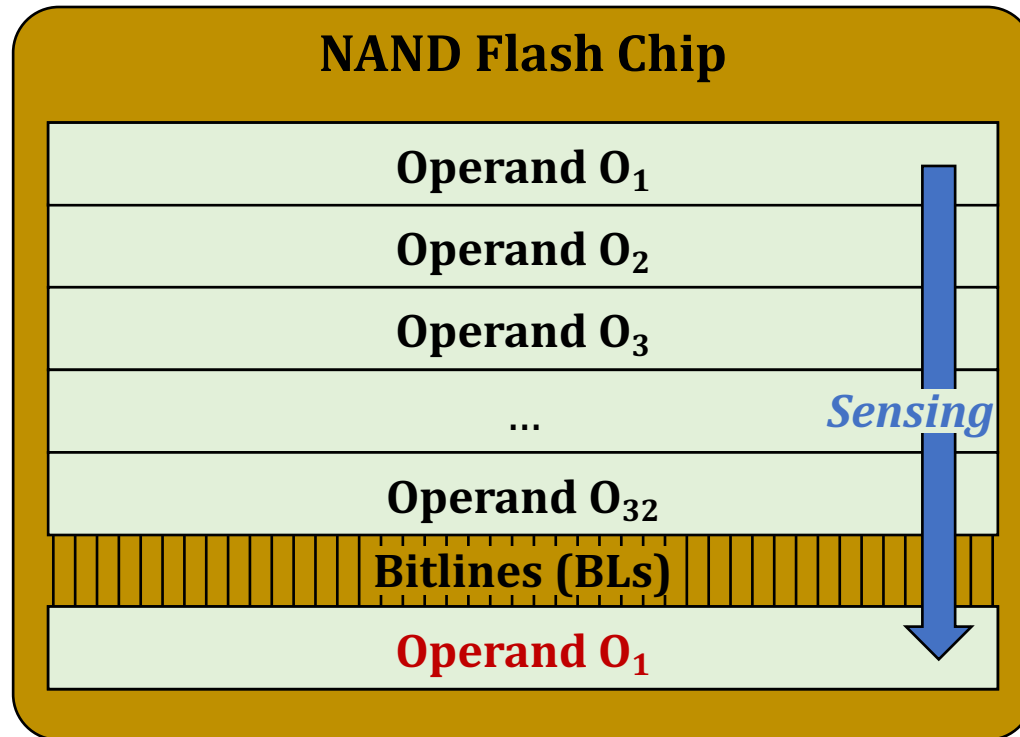 NAND Flash Chip
Operand O₁
Operand O₂
Operand O₃
...
Sensing
Operand O₃₂
Bitlines (BLs)
Operand O₁